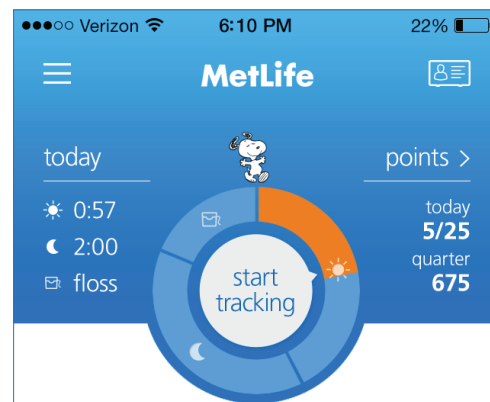 Verizon 6:10 PM 22%
MetLife
today
points >
0:57
2:00
floss
start
tracking
today
5/25
quarter
675